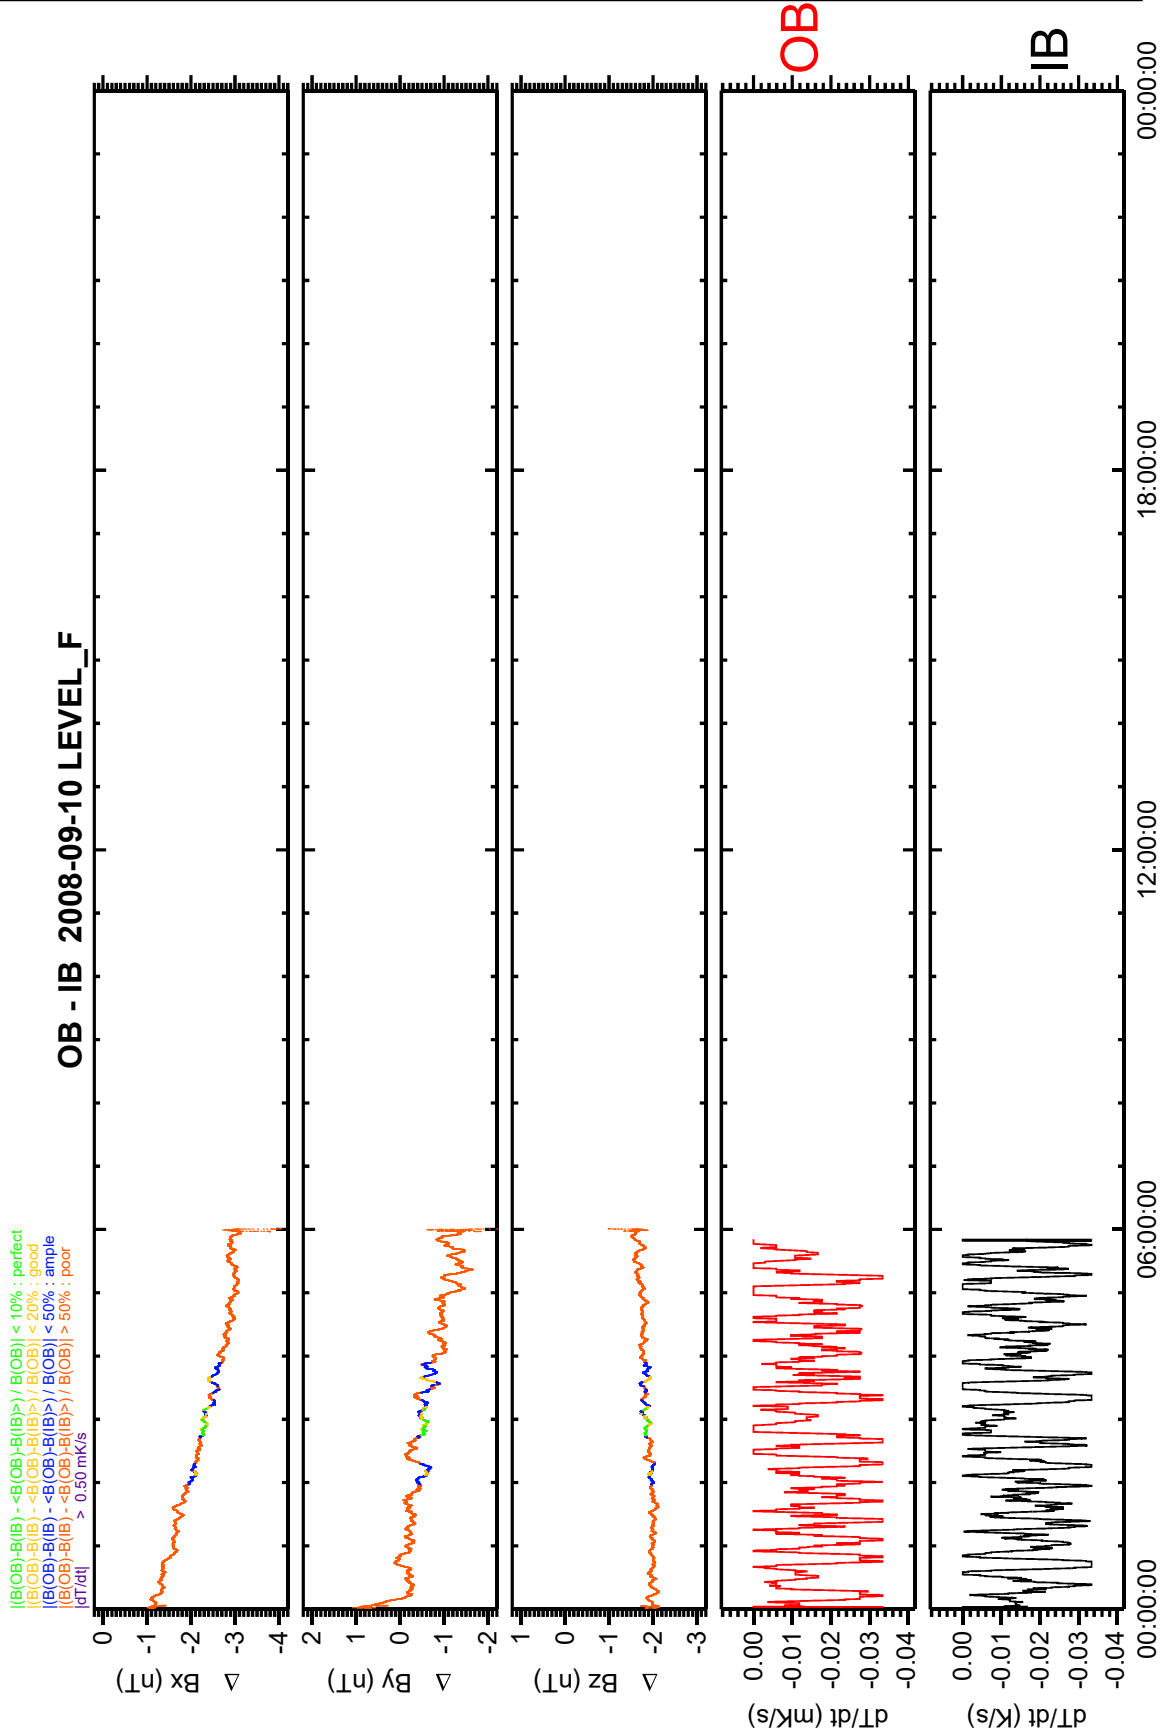 OB - IB 2008-09-10 LEVEL_F
|(B(OB)-B(IB) - <B(OB)-B(IB)>) / B(OB)| < 10% : perfect
|(B(OB)-B(IB) - <B(OB)-B(IB)>) / B(OB)| < 20% : good
|(B(OB)-B(IB) - <B(OB)-B(IB)>) / B(OB)| < 50% : ample
|(B(OB)-B(IB) - <B(OB)-B(IB)>) / B(OB)| > 50% : poor
|dT/dt| > 0.50 mK/s
Δ Bx (nT)
0
-1
-2
-3
-4
Δ By (nT)
2
1
0
-1
-2
Δ Bz (nT)
1
0
-1
-2
-3
dT/dt (mK/s)
0.00
-0.01
-0.02
-0.03
-0.04
OB
dT/dt (K/s)
0.00
-0.01
-0.02
-0.03
-0.04
IB
00:00:00
06:00:00
12:00:00
18:00:00
00:00:00